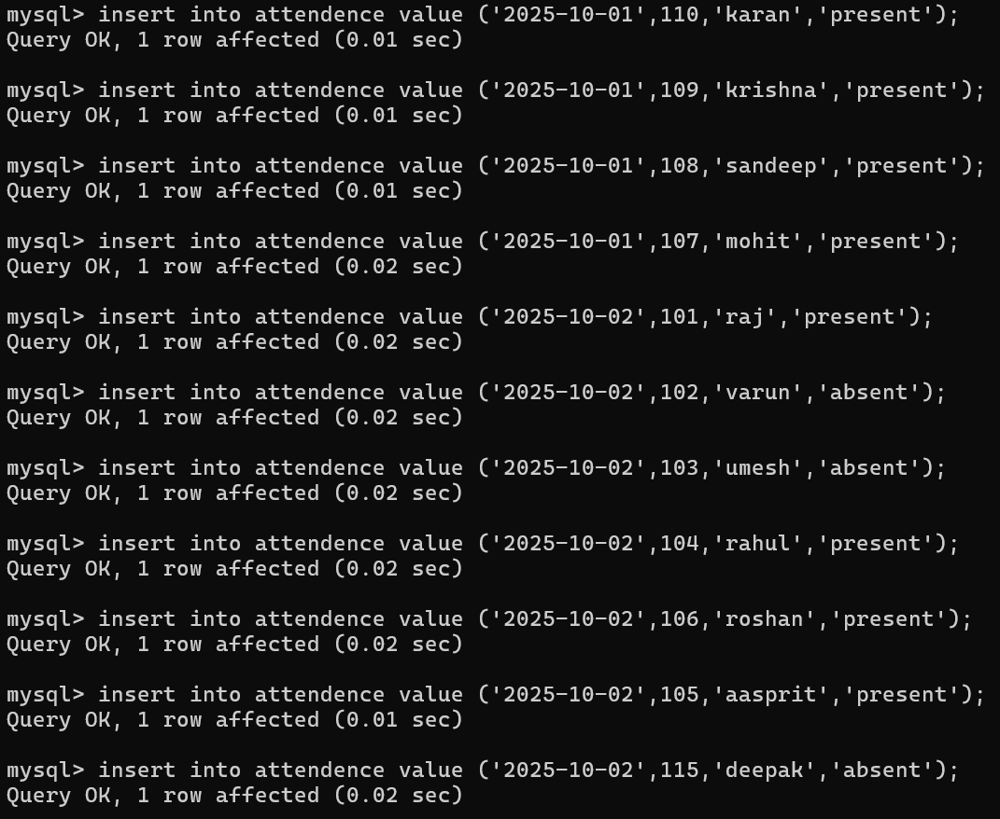 mysql> insert into attendence value ('2025-10-01',110,'karan','present');
Query OK, 1 row affected (0.01 sec)
mysql> insert into attendence value ('2025-10-01',109,'krishna','present');
Query OK, 1 row affected (0.01 sec)
mysql> insert into attendence value ('2025-10-01',108,'sandeep','present');
Query OK, 1 row affected (0.01 sec)
mysql> insert into attendence value ('2025-10-01',107,'mohit','present');
Query OK, 1 row affected (0.02 sec)
mysql> insert into attendence value ('2025-10-02',101,'raj','present');
Query OK, 1 row affected (0.02 sec)
mysql> insert into attendence value ('2025-10-02',102,'varun','absent');
Query OK, 1 row affected (0.02 sec)
mysql> insert into attendence value ('2025-10-02',103,'umesh','absent');
Query OK, 1 row affected (0.02 sec)
mysql> insert into attendence value ('2025-10-02',104,'rahul','present');
Query OK, 1 row affected (0.02 sec)
mysql> insert into attendence value ('2025-10-02',106,'roshan','present');
Query OK, 1 row affected (0.02 sec)
mysql> insert into attendence value ('2025-10-02',105,'aasprit','present');
Query OK, 1 row affected (0.01 sec)
mysql> insert into attendence value ('2025-10-02',115,'deepak','absent');
Query OK, 1 row affected (0.02 sec)